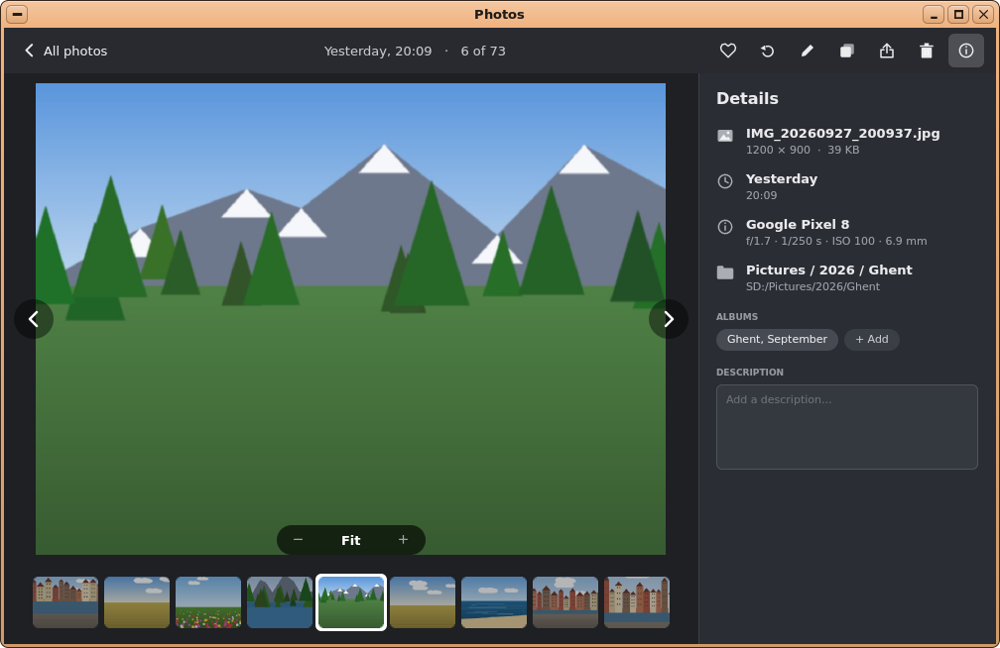 Photos
All photos
Yesterday, 20:09 · 6 of 73
Details
IMG_20260927_200937.jpg
1200 × 900 · 39 KB
Yesterday
20:09
Google Pixel 8
f/1.7 · 1/250 s · ISO 100 · 6.9 mm
Pictures / 2026 / Ghent
SD:/Pictures/2026/Ghent
ALBUMS
Ghent, September
+ Add
DESCRIPTION
Add a description...
− Fit +